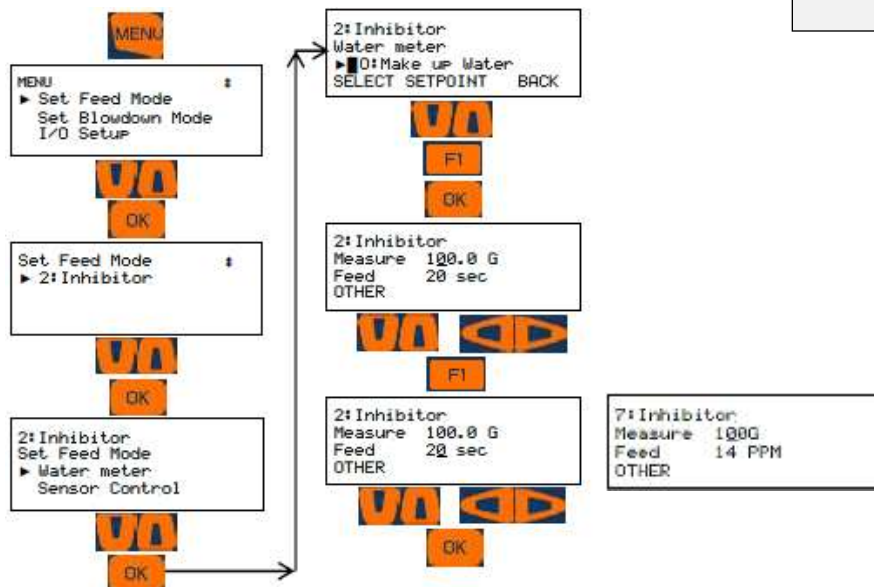 MENU
MENU
► Set Feed Mode
Set Blowdown Mode
I/O Setup
OK
Set Feed Mode
► 2:Inhibitor
OK
2:Inhibitor
Set Feed Mode
► Water meter
Sensor Control
OK
2:Inhibitor
Water meter
►█O:Make up Water
SELECT SETPOINT BACK
F1
OK
2:Inhibitor
Measure 100.0 G
Feed 20 sec
OTHER
F1
2:Inhibitor
Measure 100.0 G
Feed 20 sec
OTHER
OK
7:Inhibitor
Measure 100G
Feed 14 PPM
OTHER